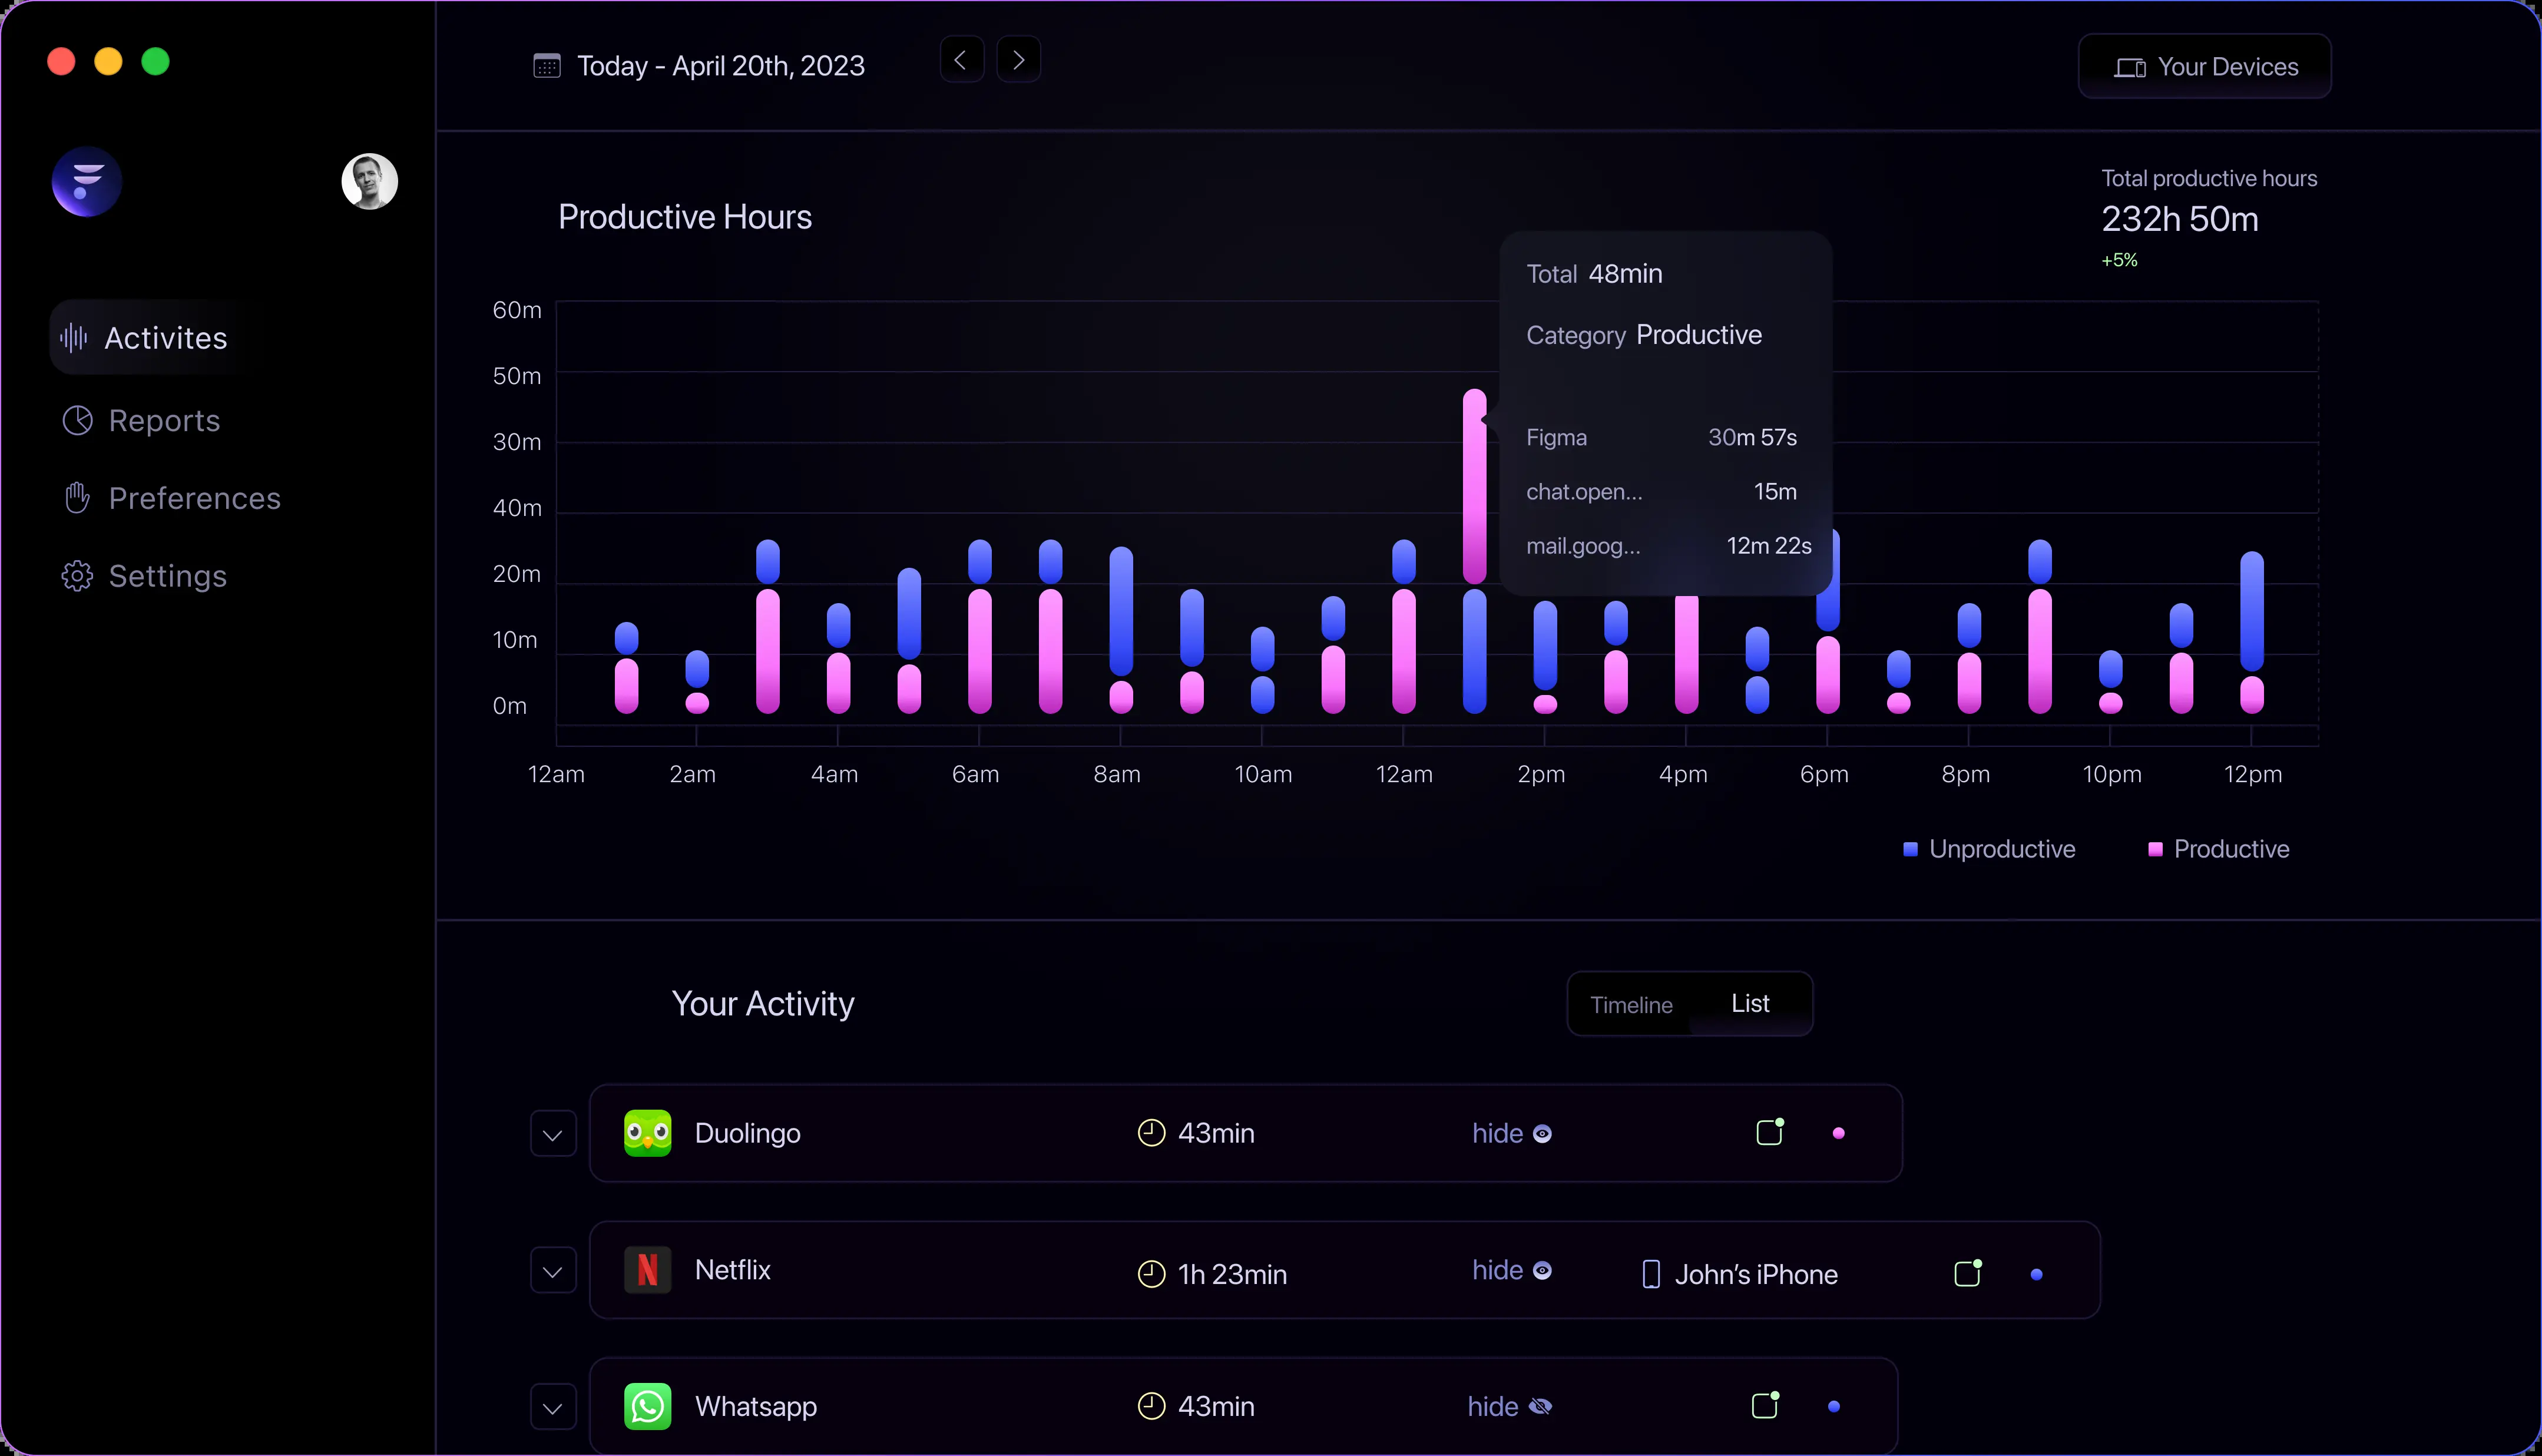 Today - April 20th, 2023
Your Devices
Activites
Reports
Preferences
Settings
Productive Hours
Total productive hours
232h 50m
+5%
Total 48min
Category Productive
Figma 30m 57s
chat.open... 15m
mail.goog... 12m 22s
60m
50m
30m
40m
20m
10m
0m
12am 2am 4am 6am 8am 10am 12am 2pm 4pm 6pm 8pm 10pm 12pm
Unproductive Productive
Your Activity
Timeline List
Duolingo 43min hide
Netflix 1h 23min hide John’s iPhone
Whatsapp 43min hide